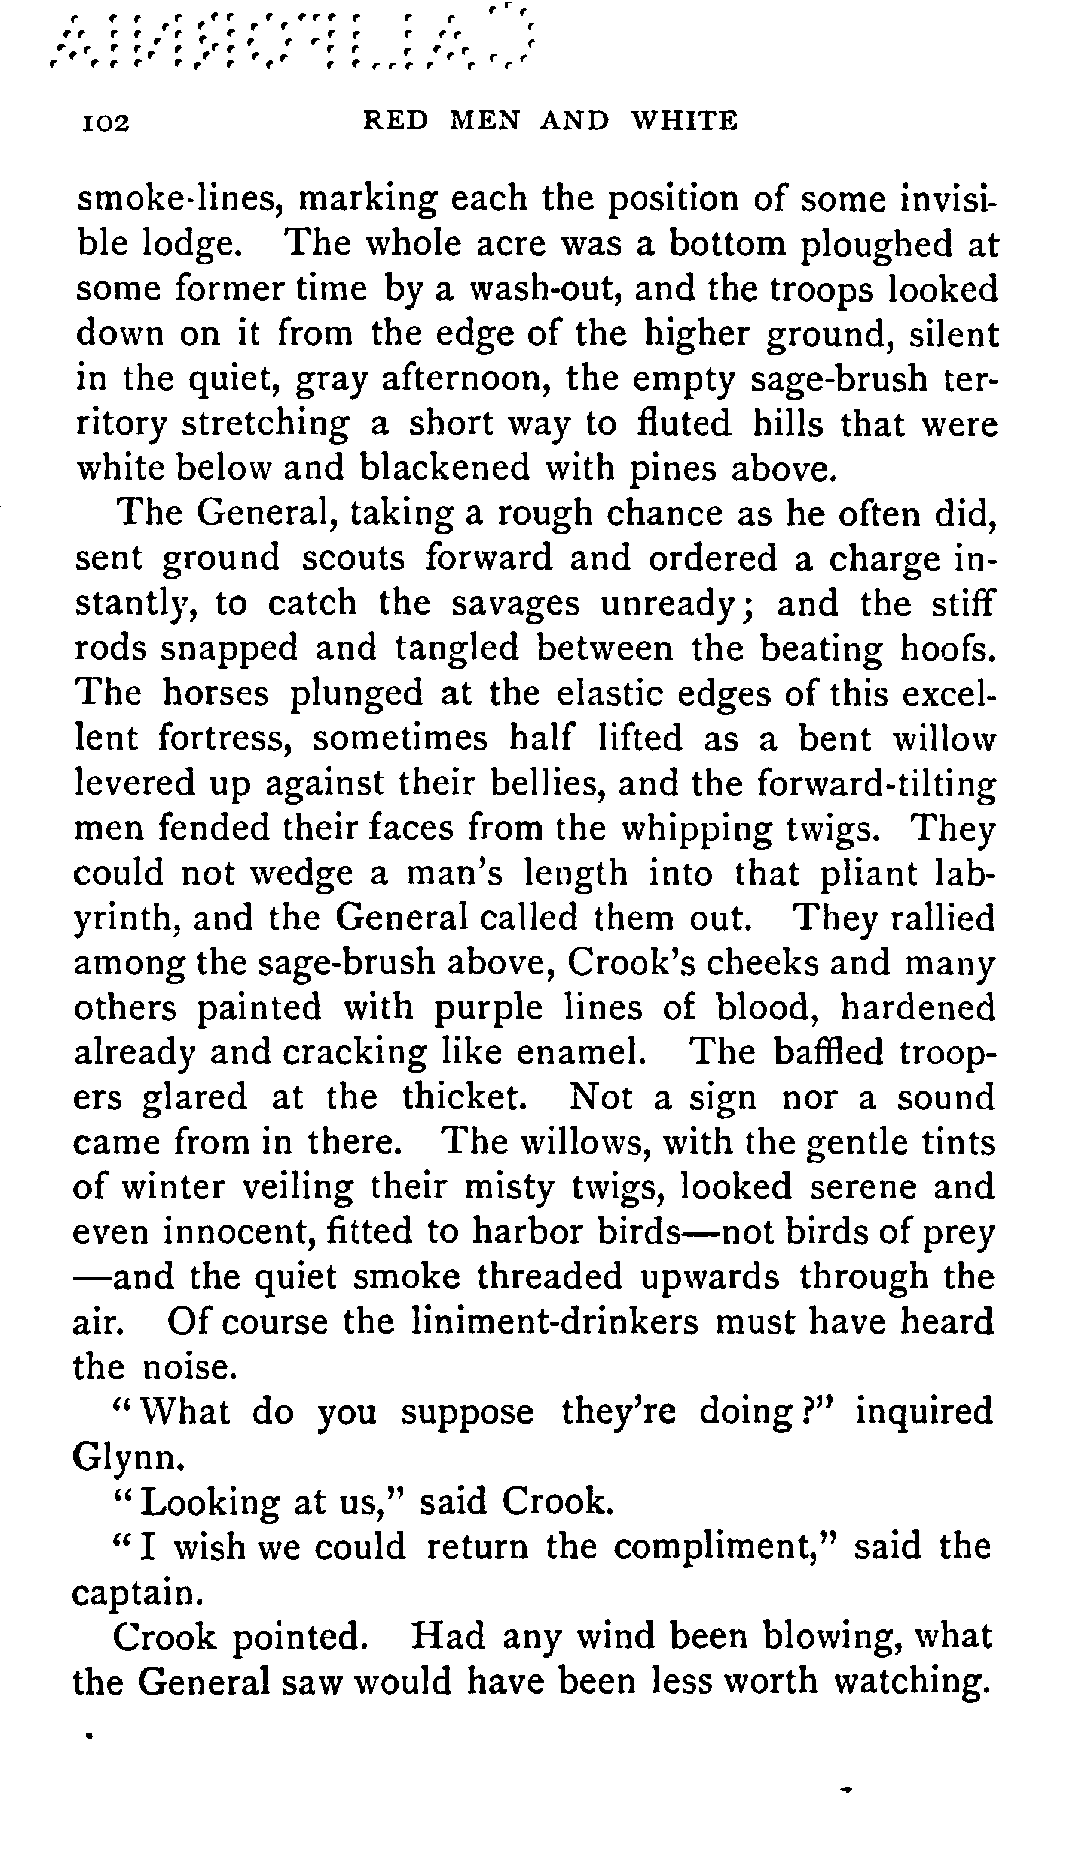 102 RED MEN AND WHITE
smoke-lines, marking each the position of some invisi-
ble lodge. The whole acre was a bottom ploughed at
some former time by a wash-out, and the troops looked
down on it from the edge of the higher ground, silent
in the quiet, gray afternoon, the empty sage-brush ter-
ritory stretching a short way to fluted hills that were
white below and blackened with pines above.
The General, taking a rough chance as he often did,
sent ground scouts forward and ordered a charge in-
stantly, to catch the savages unready; and the stiff
rods snapped and tangled between the beating hoofs.
The horses plunged at the elastic edges of this excel-
lent fortress, sometimes half lifted as a bent willow
levered up against their bellies, and the forward-tilting
men fended their faces from the whipping twigs. They
could not wedge a man's length into that pliant lab-
yrinth, and the General called them out. They rallied
among the sage-brush above, Crook's cheeks and many
others painted with purple lines of blood, hardened
already and cracking like enamel. The baffled troop-
ers glared at the thicket. Not a sign nor a sound
came from in there. The willows, with the gentle tints
of winter veiling their misty twigs, looked serene and
even innocent, fitted to harbor birds—not birds of prey
—and the quiet smoke threaded upwards through the
air. Of course the liniment-drinkers must have heard
the noise.
"What do you suppose they're doing?" inquired
Glynn.
"Looking at us," said Crook.
"I wish we could return the compliment," said the
captain.
Crook pointed. Had any wind been blowing, what
the General saw would have been less worth watching.